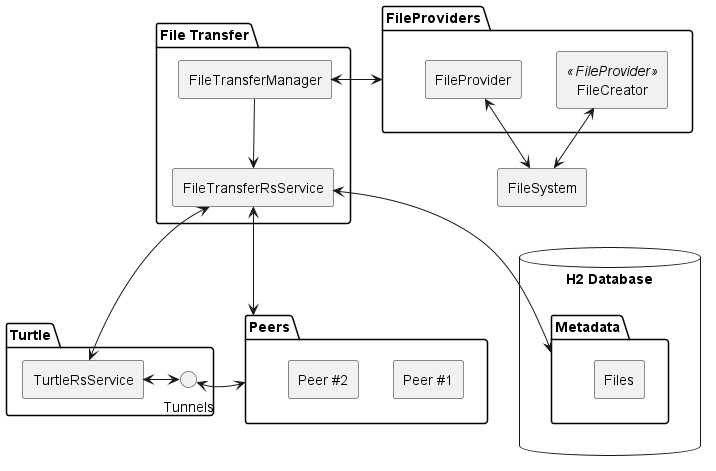 File Transfer
FileProviders
FileTransferManager
FileProvider
«FileProvider»
FileCreator
FileTransferRsService
FileSystem
H2 Database
Turtle
Peers
Metadata
TurtleRsService
Tunnels
Peer #2
Peer #1
Files